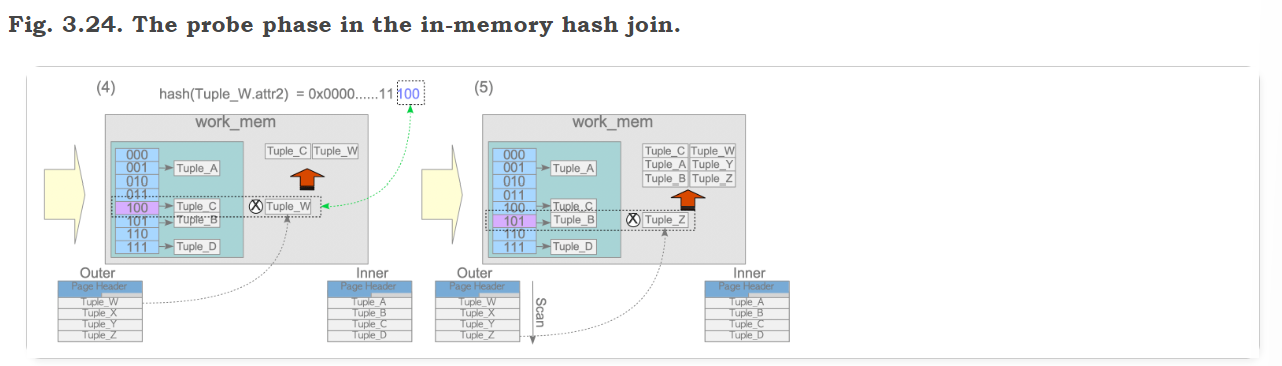 Fig. 3.24. The probe phase in the in-memory hash join.
(4)
hash(Tuple_W.attr2) = 0x0000......11100
work_mem
000
001
010
011
100
101
110
111
Tuple_A
Tuple_C
Tuple_B
Tuple_D
Tuple_C Tuple_W
Tuple_W
Outer
Page Header
Tuple_W
Tuple_X
Tuple_Y
Tuple_Z
Inner
Page Header
Tuple_A
Tuple_B
Tuple_C
Tuple_D
(5)
work_mem
000
001
010
011
100
101
110
111
Tuple_A
Tuple_C
Tuple_B
Tuple_D
Tuple_C Tuple_W
Tuple_A Tuple_Y
Tuple_B Tuple_Z
Tuple_Z
Outer
Page Header
Tuple_W
Tuple_X
Tuple_Y
Tuple_Z
Scan
Inner
Page Header
Tuple_A
Tuple_B
Tuple_C
Tuple_D